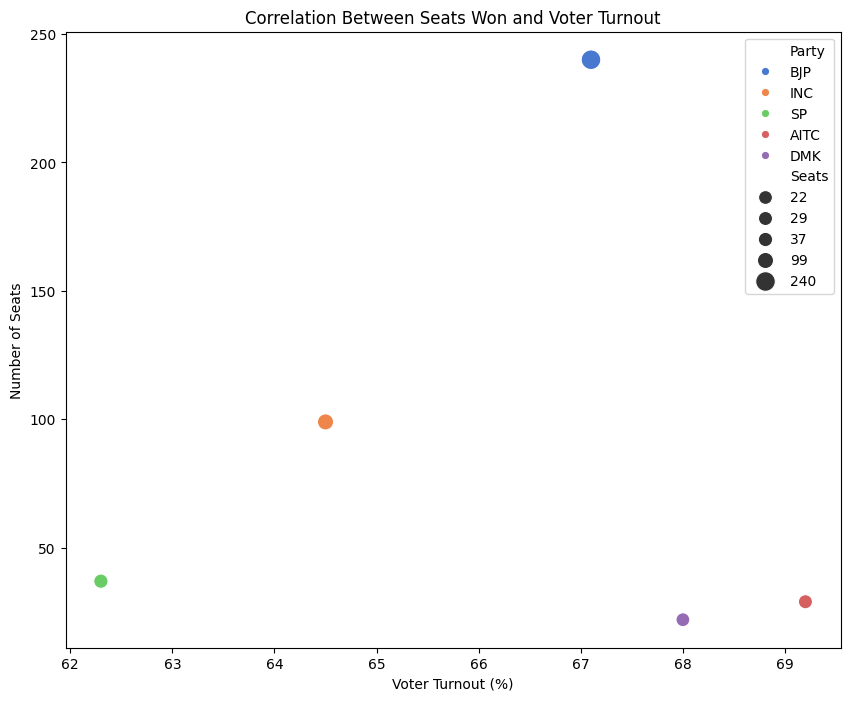 Correlation Between Seats Won and Voter Turnout
Number of Seats
250
200
150
100
50
62 63 64 65 66 67 68 69
Voter Turnout (%)
Party
BJP
INC
SP
AITC
DMK
Seats
22
29
37
99
240